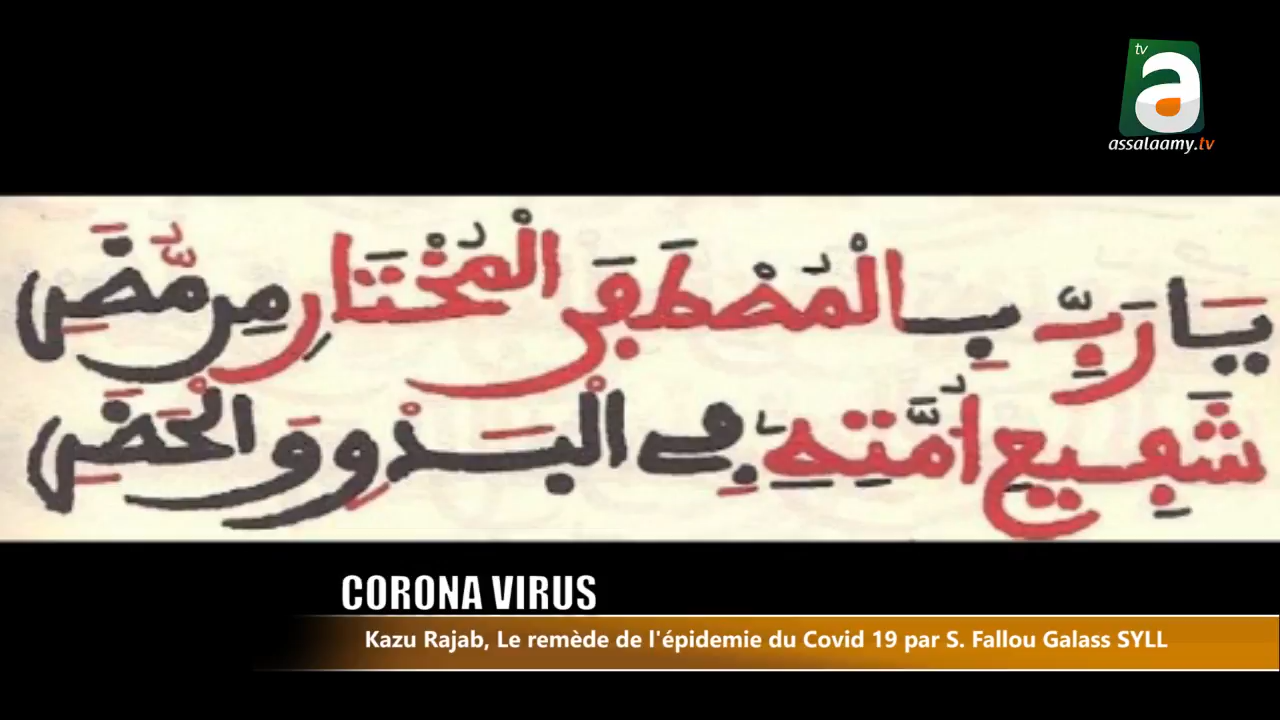 tv
a
assalaamy.tv
يَا رَبِّ بِالْمُصْطَفَى الْمُخْتَارِ مِن مُّضَرٍ
شَفِيعِ أُمَّتِهِ فِي الْبَدْوِ وَالْحَضَرِ
CORONA VIRUS
Kazu Rajab, Le remède de l'épidemie du Covid 19 par S. Fallou Galass SYLL